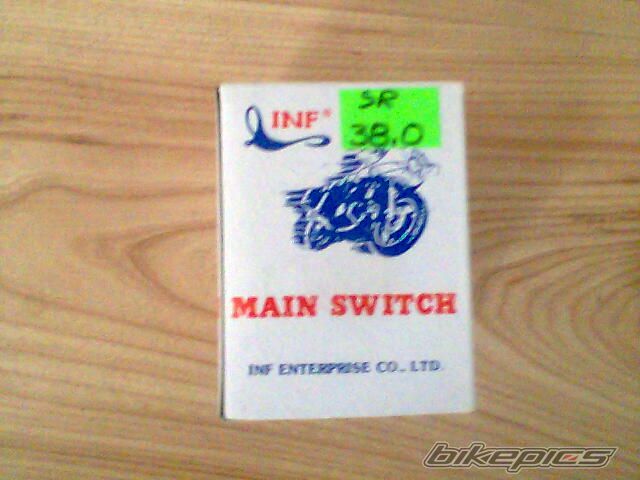 INF®
SR
38.0
MAIN SWITCH
INF ENTERPRISE CO., LTD.
bikepics